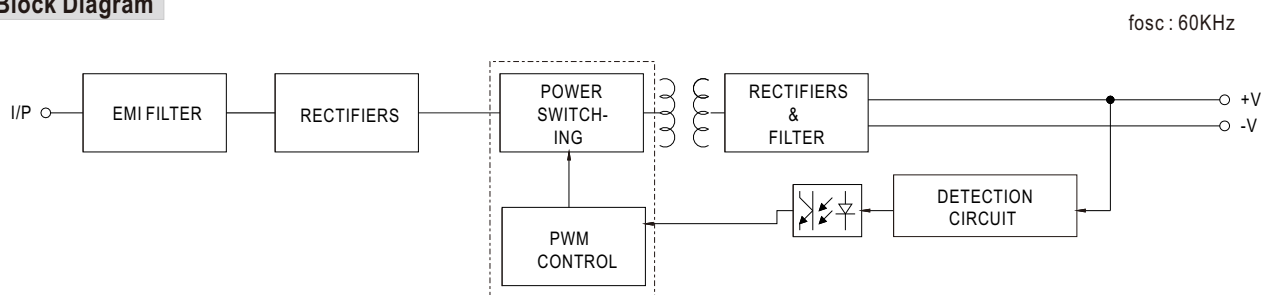 Block Diagram
fosc : 60KHz
I/P
EMI FILTER
RECTIFIERS
POWER
SWITCH-
ING
RECTIFIERS
&
FILTER
+V
-V
DETECTION
CIRCUIT
PWM
CONTROL